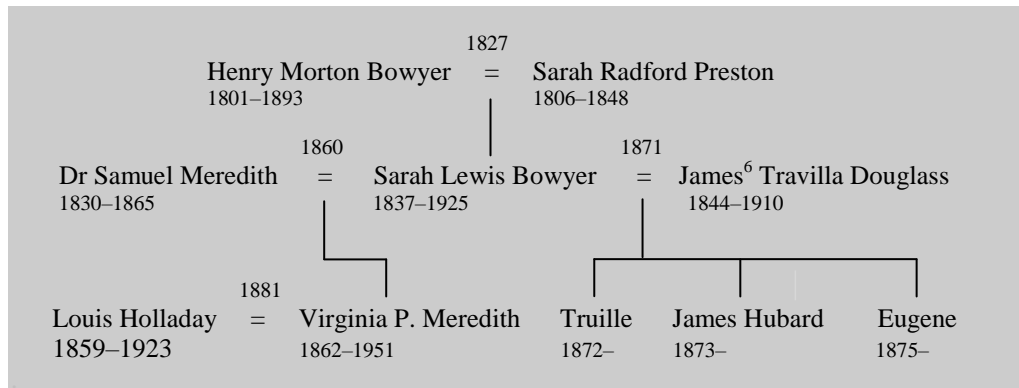 1827
Henry Morton Bowyer = Sarah Radford Preston
1801–1893 1806–1848
1860 1871
Dr Samuel Meredith = Sarah Lewis Bowyer = James⁶ Travilla Douglass
1830–1865 1837–1925 1844–1910
1881
Louis Holladay = Virginia P. Meredith Truille James Hubard Eugene
1859–1923 1862–1951 1872– 1873– 1875–